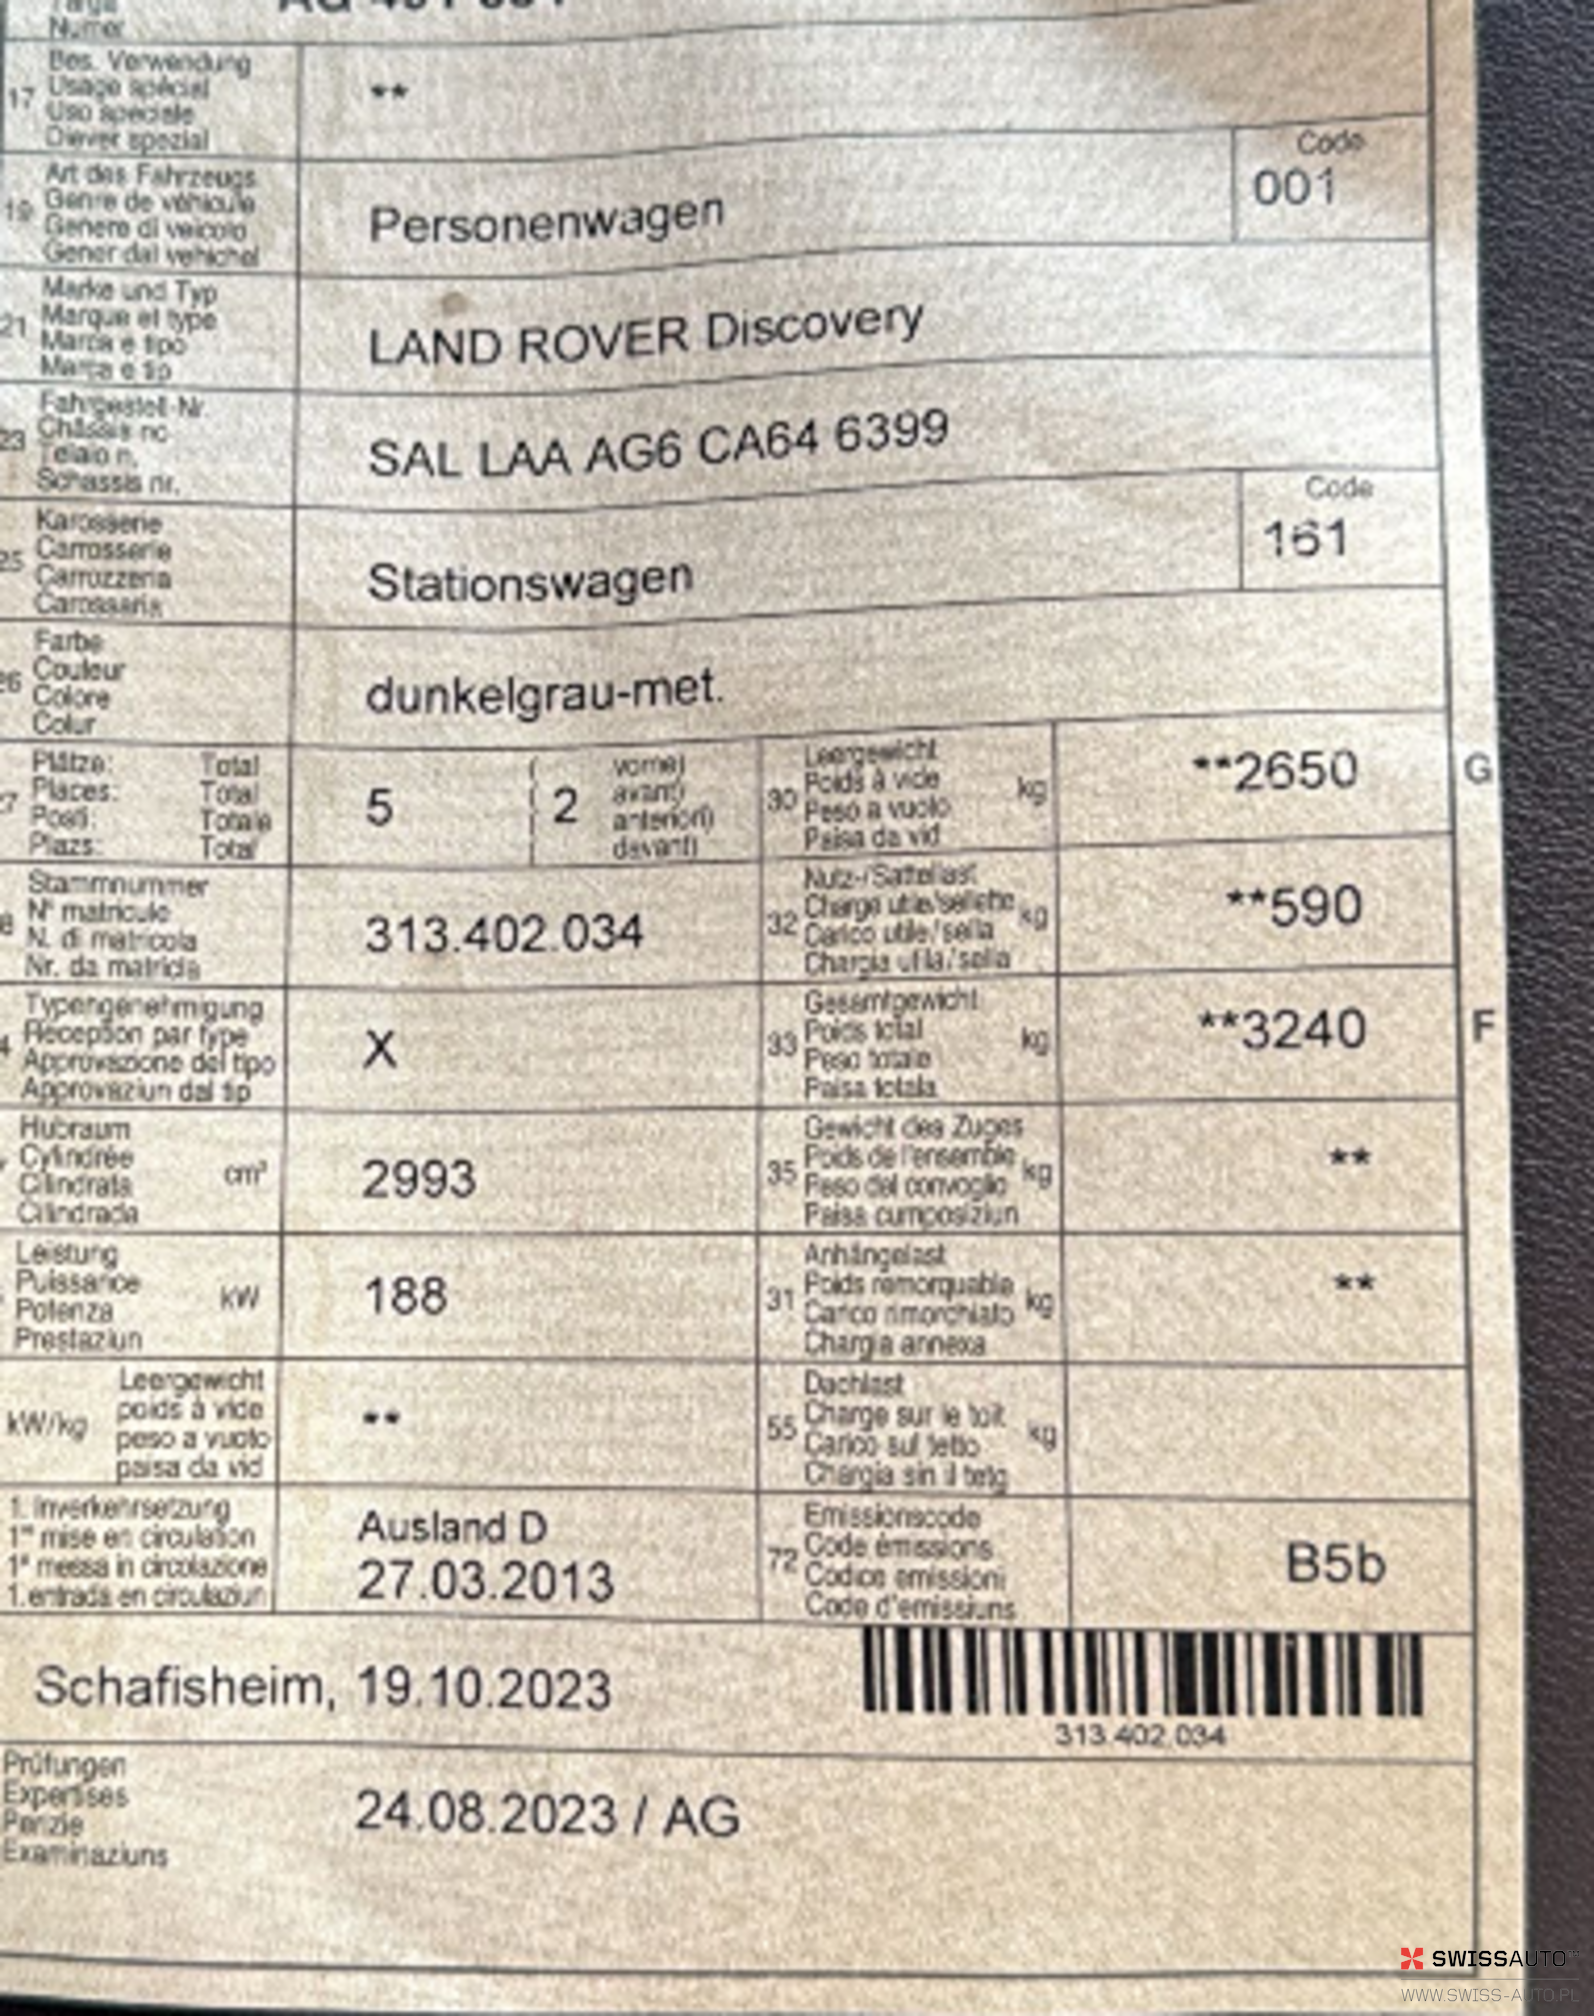 Numer
17 Bes. Verwendung
Usage spécial
Uso speciale
Diever spezial
**
19 Art des Fahrzeugs
Genre de véhicule
Genere di veicolo
Gener dal vehichel
Personenwagen
Code
001
21 Marke und Typ
Marque et type
Marca e tipo
Marca e tip
LAND ROVER Discovery
23 Fahrgestell-Nr.
Châssis no
Telaio n.
Schassis nr.
SAL LAA AG6 CA64 6399
25 Karosserie
Carrosserie
Carrozzeria
Carossaria
Stationswagen
Code
161
26 Farbe
Couleur
Colore
Colur
dunkelgrau-met.
7 Plätze: Total
Places: Total
Posti: Totale
Plazs: Total
5 ( 2 vorne)
avant)
anteriori)
davant)
30 Leergewicht
Poids à vide kg
Peso a vuoto
Paisa da vid
**2650
G
8 Stammnummer
N° matricule
N. di matricola
Nr. da matricla
313.402.034
32 Nutz-/Sattellast
Charge utile/sellette kg
Carico utile/sella
Chargia utila/sella
**590
4 Typengenehmigung
Réception par type
Approvazione del tipo
Approvaziun dal tip
X
33 Gesamtgewicht
Poids total kg
Peso totale
Paisa totala
**3240
F
Hubraum
Cylindrée cm³
Cilindrata
Cilindrada
2993
35 Gewicht des Zuges
Poids de l'ensemble kg
Peso del convoglio
Paisa cumposiziun
**
Leistung
Puissance kW
Potenza
Prestaziun
188
31 Anhängelast
Poids remorquable kg
Carico rimorchiato
Chargia annexa
**
kW/kg Leergewicht
poids à vide
peso a vuoto
paisa da vid
**
55 Dachlast
Charge sur le toit kg
Carico sul tetto
Chargia sin il tetg
1. Inverkehrsetzung
1re mise en circulation
1a messa in circolazione
1. entrada en circulaziun
Ausland D
27.03.2013
72 Emissionscode
Code émissions
Codice emissioni
Code d'emissiuns
B5b
Schafisheim, 19.10.2023
313.402.034
Prüfungen
Expertises
Perizie
Examinaziuns
24.08.2023 / AG
SWISSAUTO
WWW.SWISS-AUTO.PL